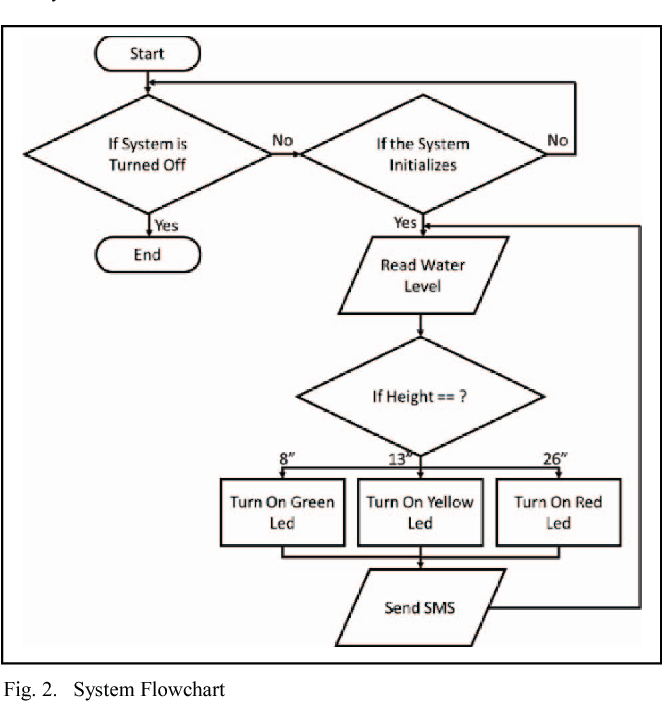 Start
If System is
Turned Off
No
If the System
Initializes
No
Yes
End
Yes
Read Water
Level
If Height == ?
8”
13”
26”
Turn On Green
Led
Turn On Yellow
Led
Turn On Red
Led
Send SMS
Fig. 2. System Flowchart